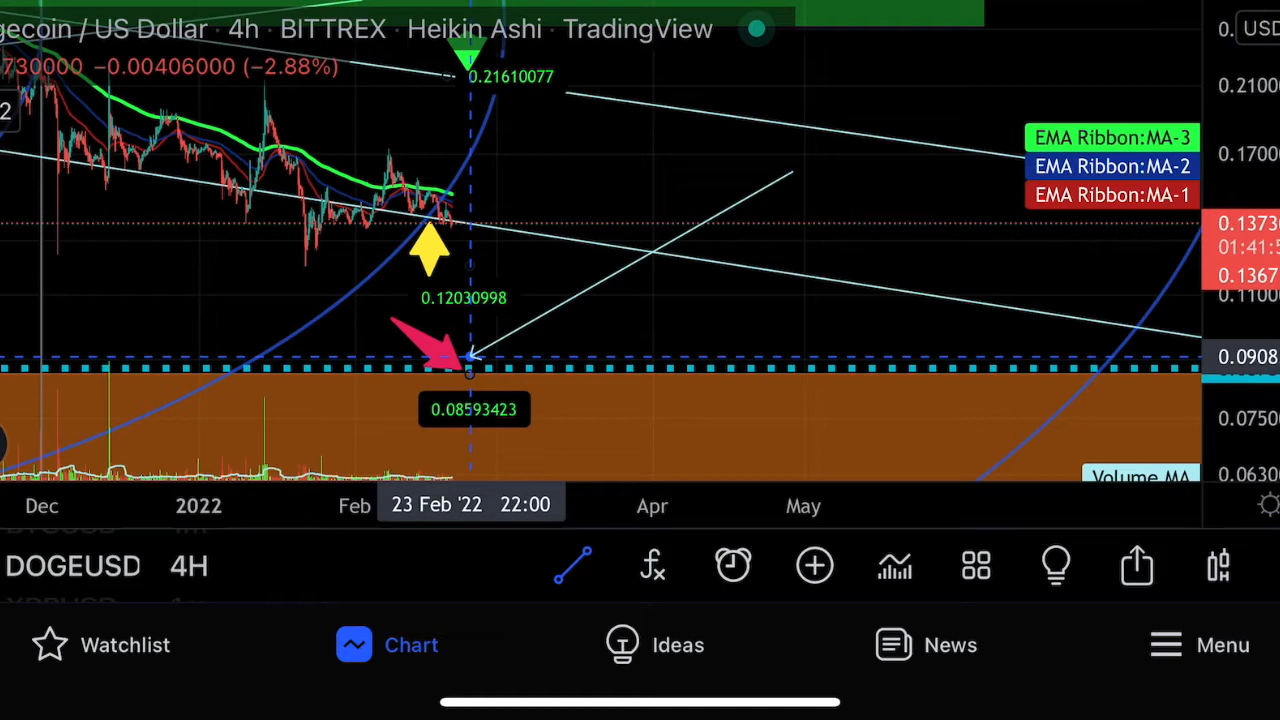 gecoin / US Dollar · 4h · BITTREX · Heikin Ashi · TradingView
0.
USD
730000 −0.00406000 (−2.88%)
0.21610077
0.2100
2
EMA Ribbon:MA-3
0.1700
EMA Ribbon:MA-2
EMA Ribbon:MA-1
0.1373
01:41:5
0.1367
0.12030998
0.1100
0.0908
0.08593423
0.0750
Volume MA
0.0630
Dec
2022
Feb
23 Feb '22 22:00
Apr
May
DOGEUSD 4H
Watchlist
Chart
Ideas
News
Menu